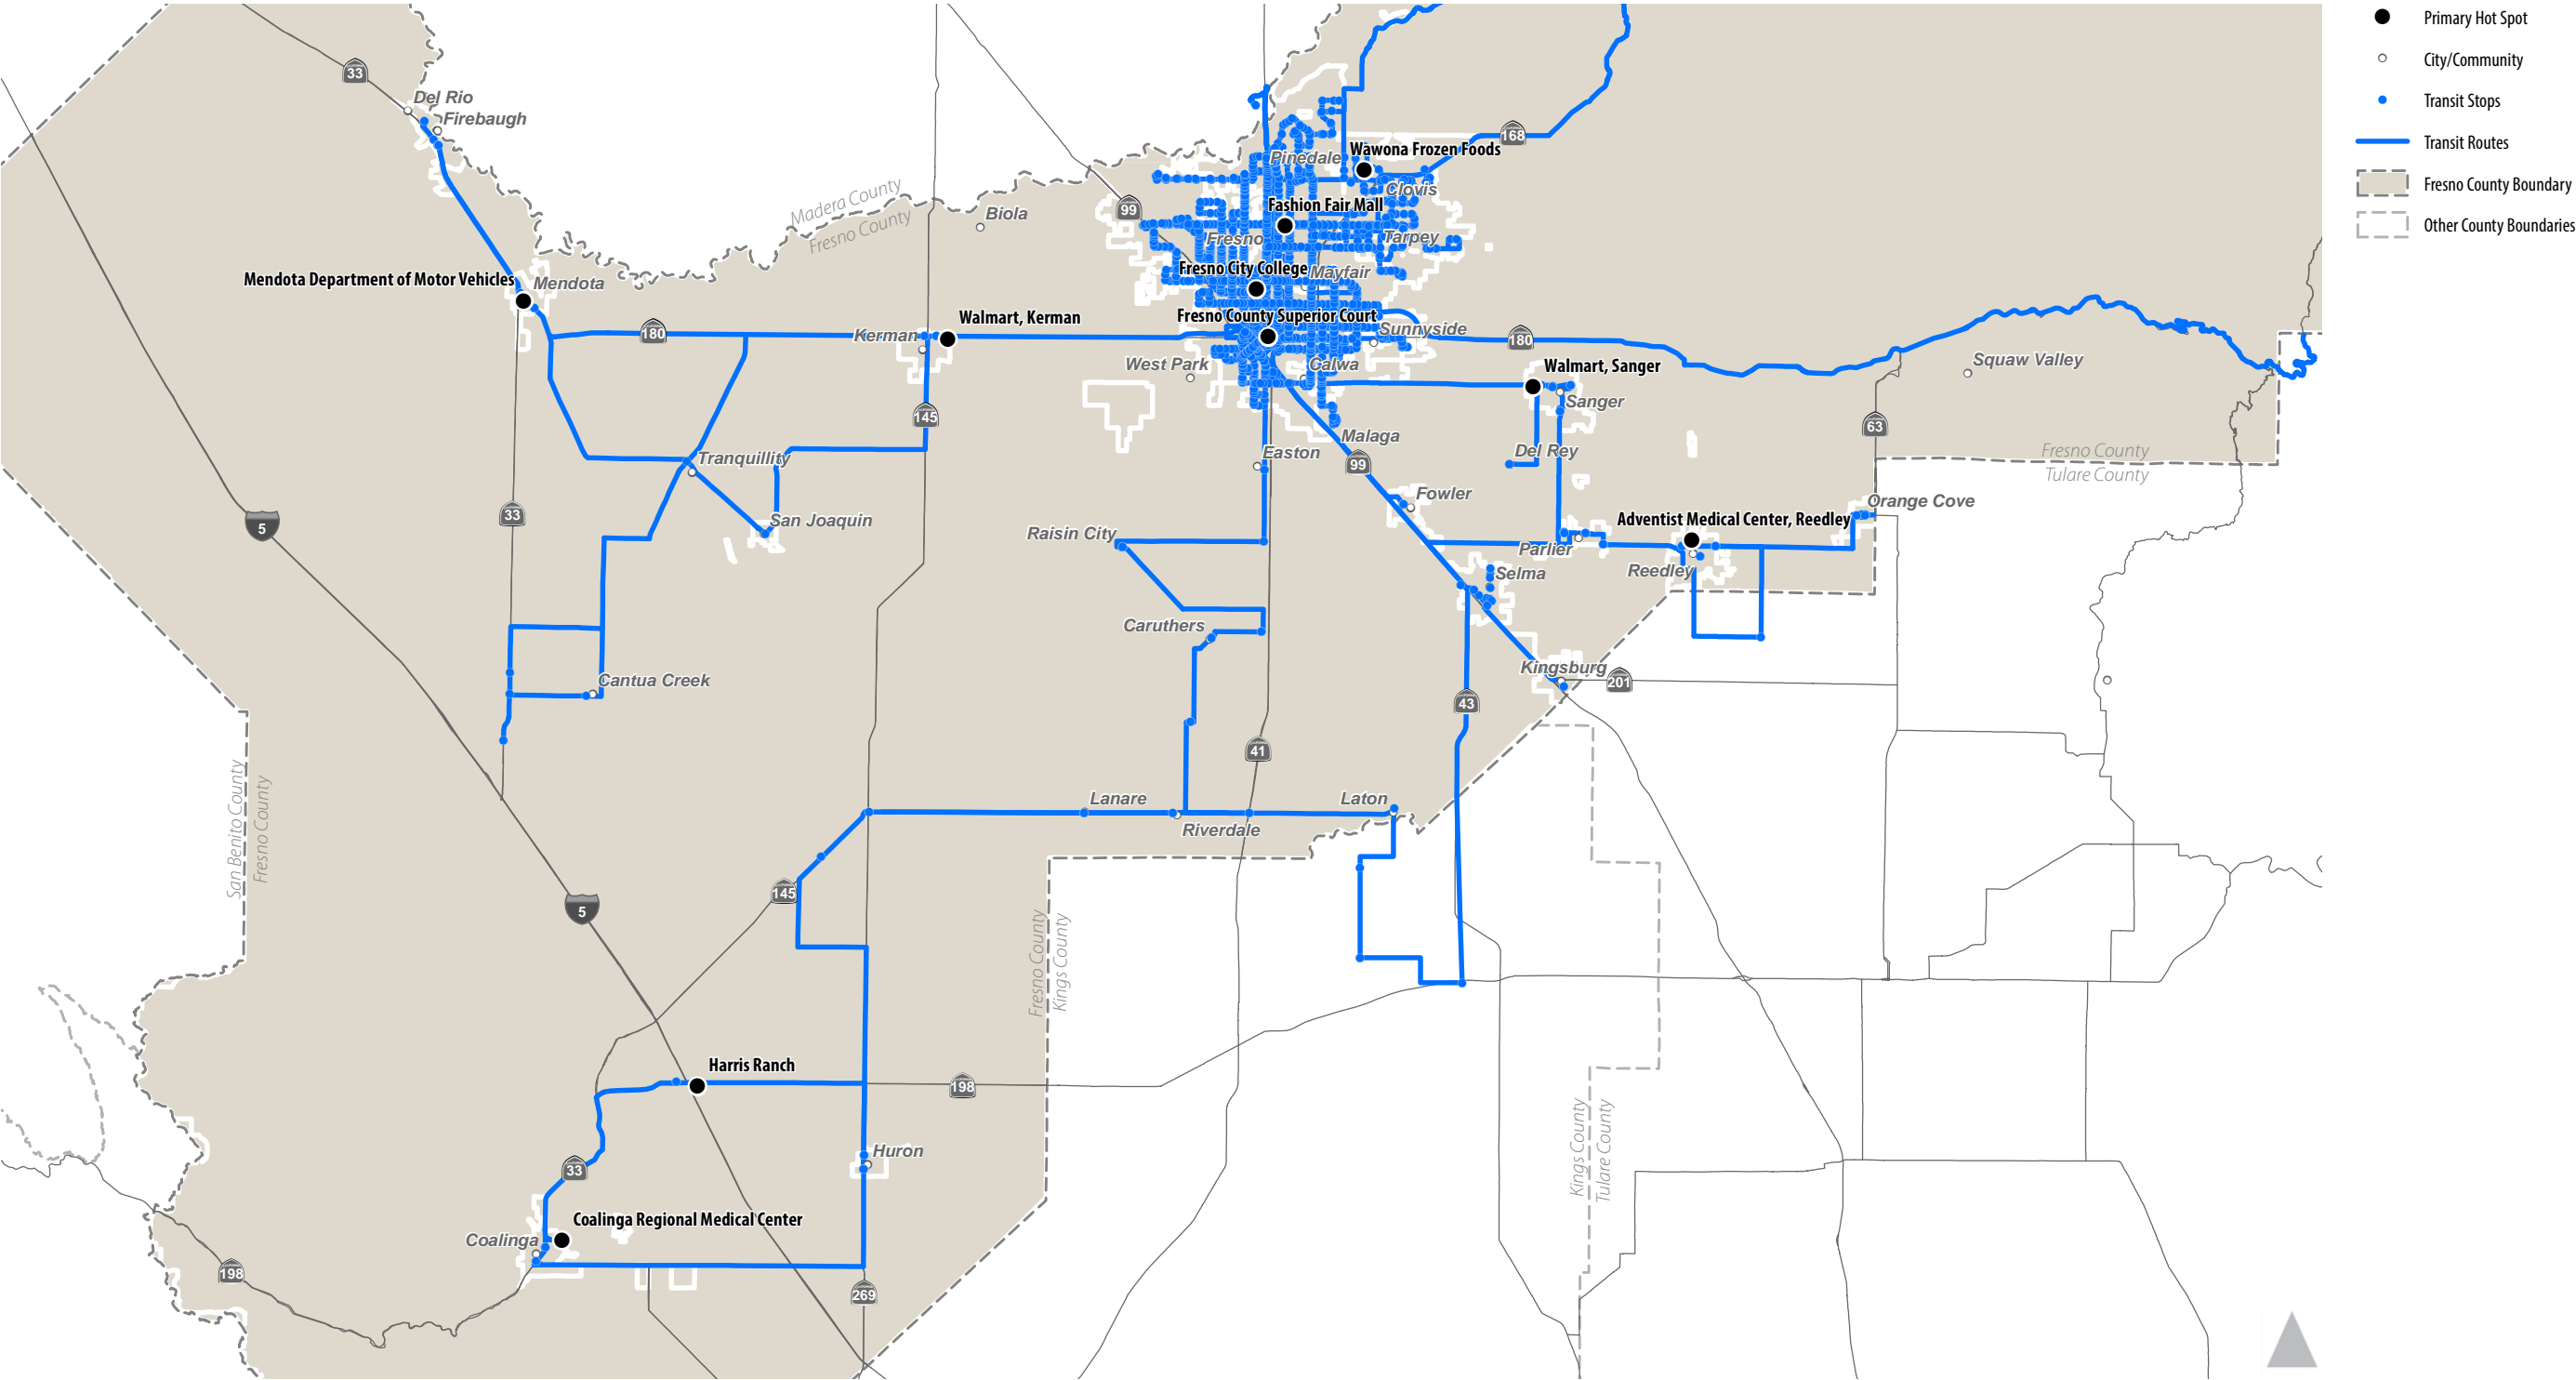 Primary Hot Spot
City/Community
Transit Stops
Transit Routes
Fresno County Boundary
Other County Boundaries
33
Del Rio
Firebaugh
168
Wawona Frozen Foods
Pinedale
Clovis
Madera County
Fresno County
99
Biola
Fashion Fair Mall
Fresno
Tarpey
Fresno City College
Mayfair
Mendota Department of Motor Vehicles
Mendota
Walmart, Kerman
Fresno County Superior Court
180
Kerman
Sunnyside
180
West Park
Calwa
Walmart, Sanger
Squaw Valley
Sanger
145
63
Malaga
Easton
Del Rey
Fresno County
Tulare County
Tranquillity
99
Fowler
Orange Cove
33
San Joaquin
5
Raisin City
Adventist Medical Center, Reedley
Parlier
Selma
Reedley
Caruthers
Kingsburg
201
Cantua Creek
43
41
San Benito County
Fresno County
Lanare
Laton
Riverdale
145
5
Fresno County
Kings County
Harris Ranch
198
Huron
33
Kings County
Tulare County
Coalinga Regional Medical Center
Coalinga
198
269